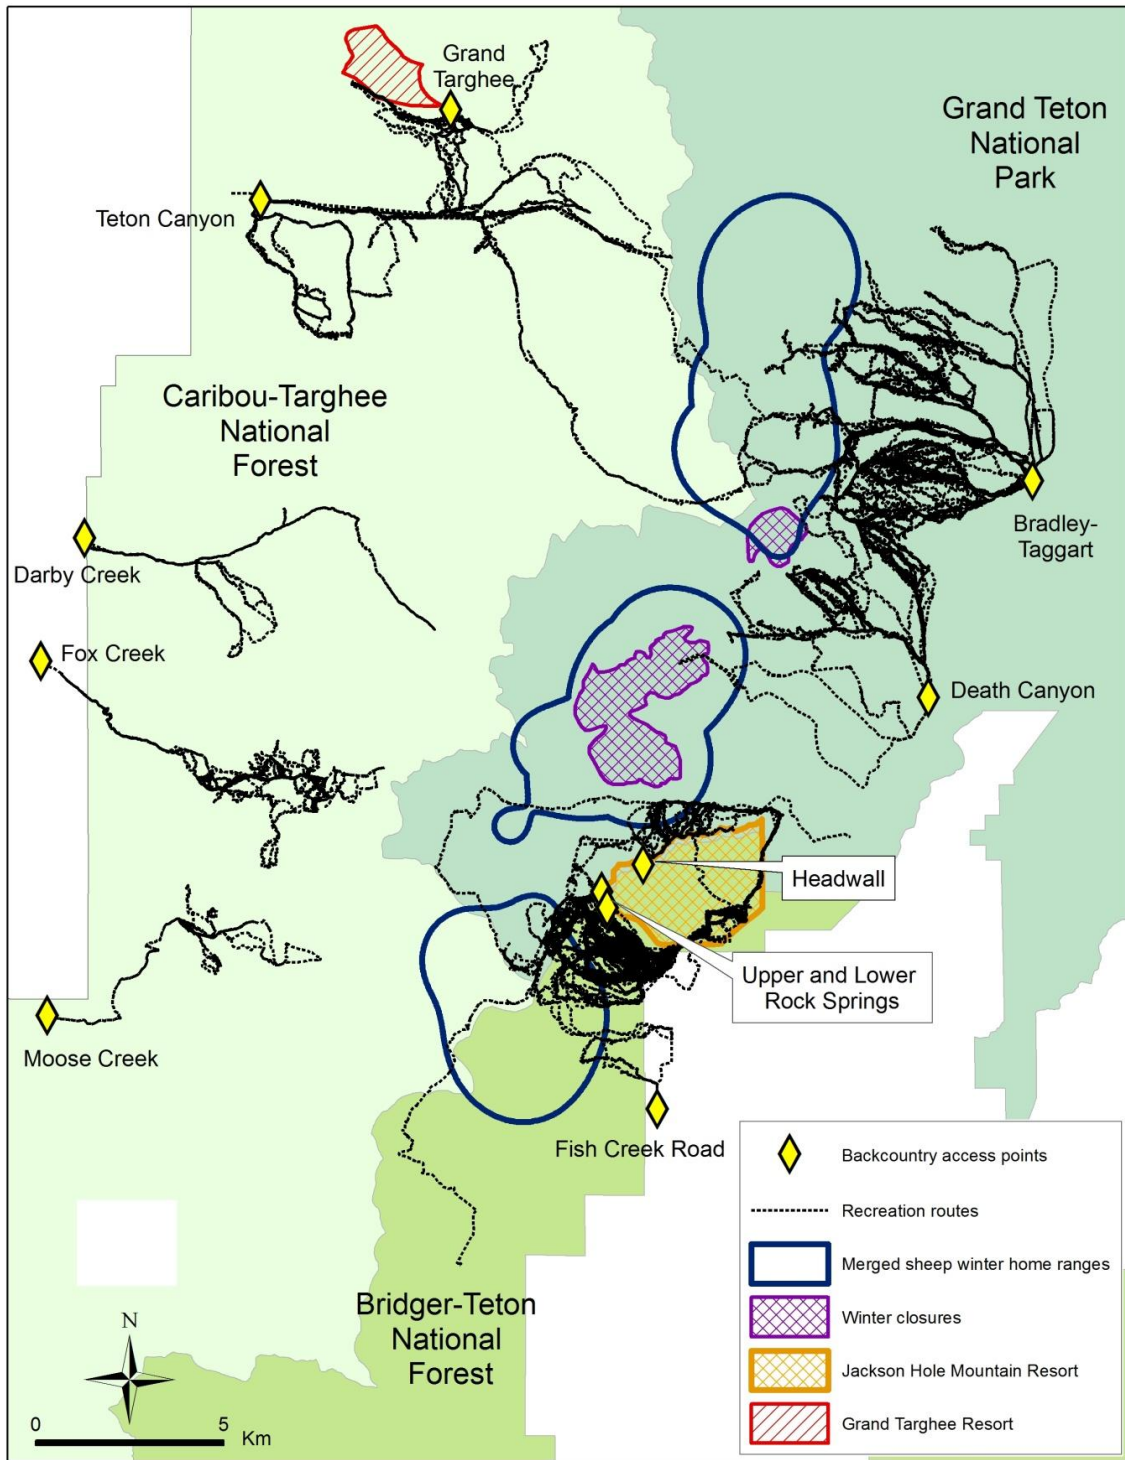 Grand
Targhee
Grand Teton
National
Park
Teton Canyon
Caribou-Targhee
National
Forest
Bradley-
Taggart
Darby Creek
Fox Creek
Death Canyon
Headwall
Upper and Lower
Rock Springs
Moose Creek
Fish Creek Road
Bridger-Teton
National
Forest
N
0 5
Km
Backcountry access points
Recreation routes
Merged sheep winter home ranges
Winter closures
Jackson Hole Mountain Resort
Grand Targhee Resort